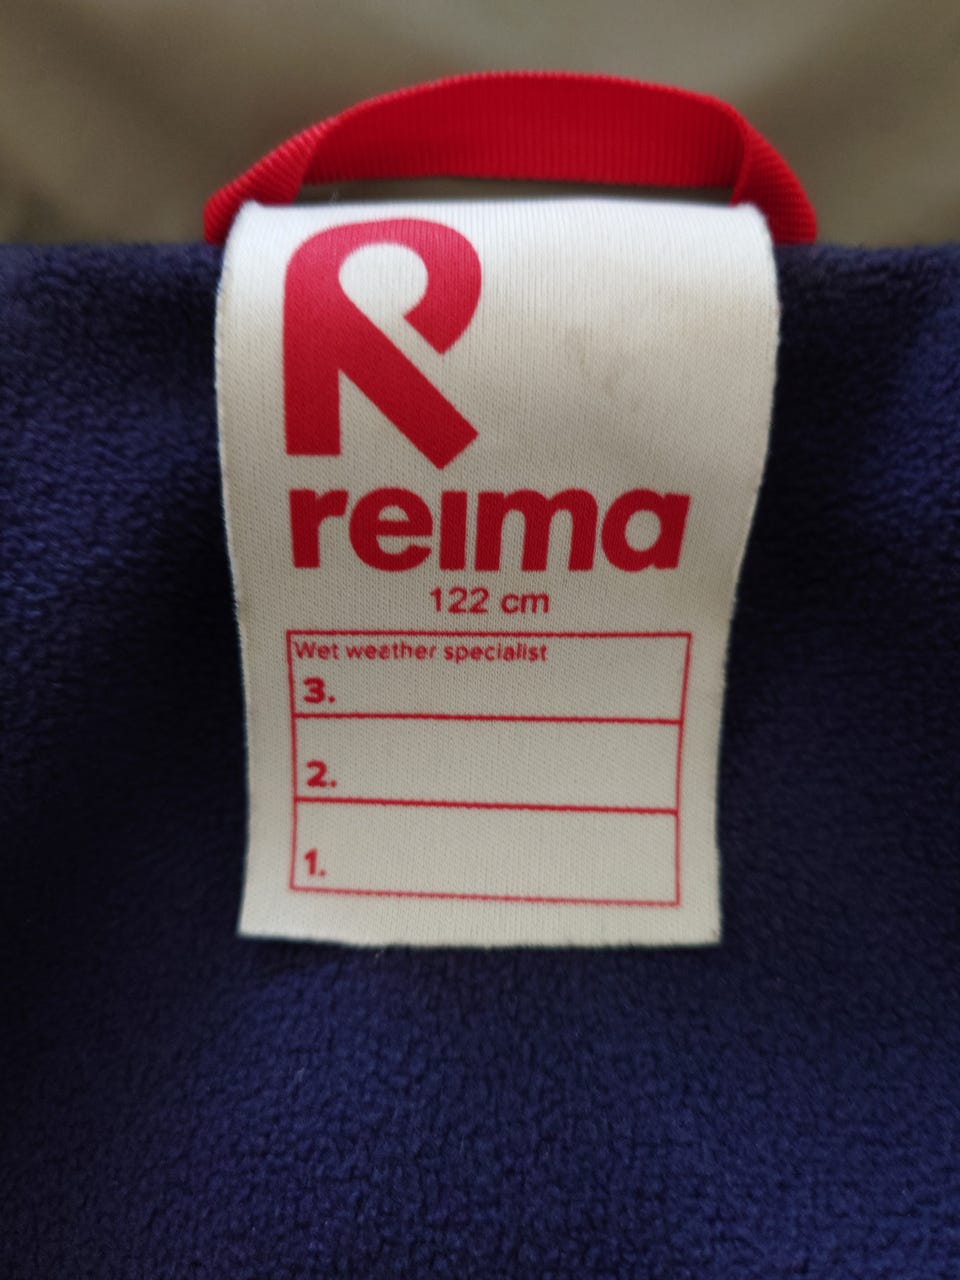 R
reima
122 cm
Wet weather specialist
3.
2.
1.